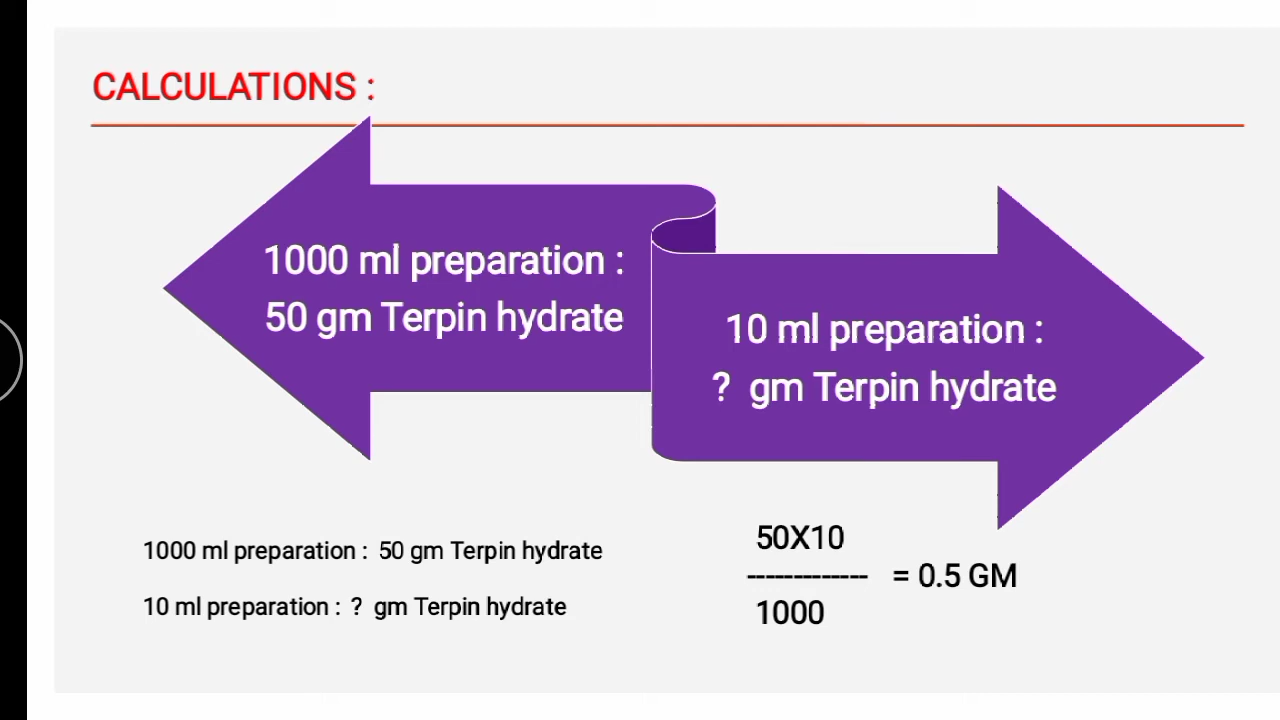 CALCULATIONS :
1000 ml preparation :
50 gm Terpin hydrate
10 ml preparation :
? gm Terpin hydrate
1000 ml preparation : 50 gm Terpin hydrate
10 ml preparation : ? gm Terpin hydrate
50X10
------------- = 0.5 GM
1000